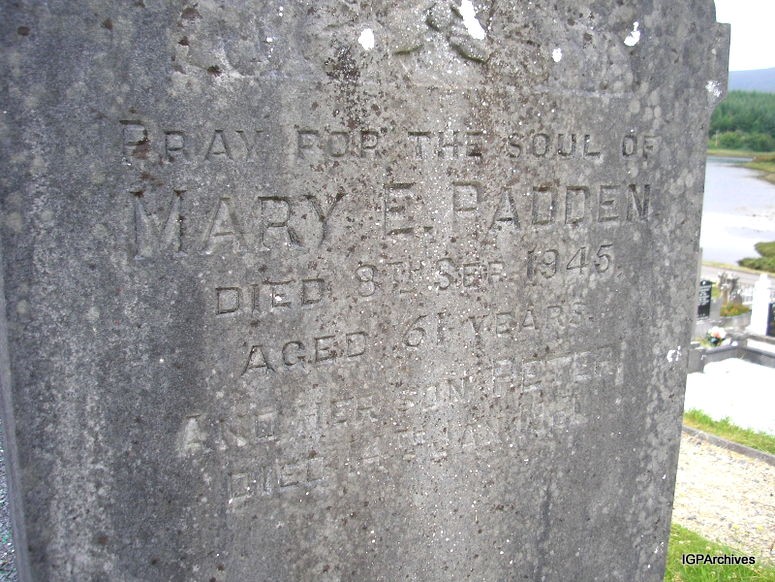 PRAY FOR THE SOUL OF
MARY E. PADDEN
DIED 8TH SEP. 1945.
AGED 61 YEARS.
AND HER SON PETER
DIED
IGPArchives